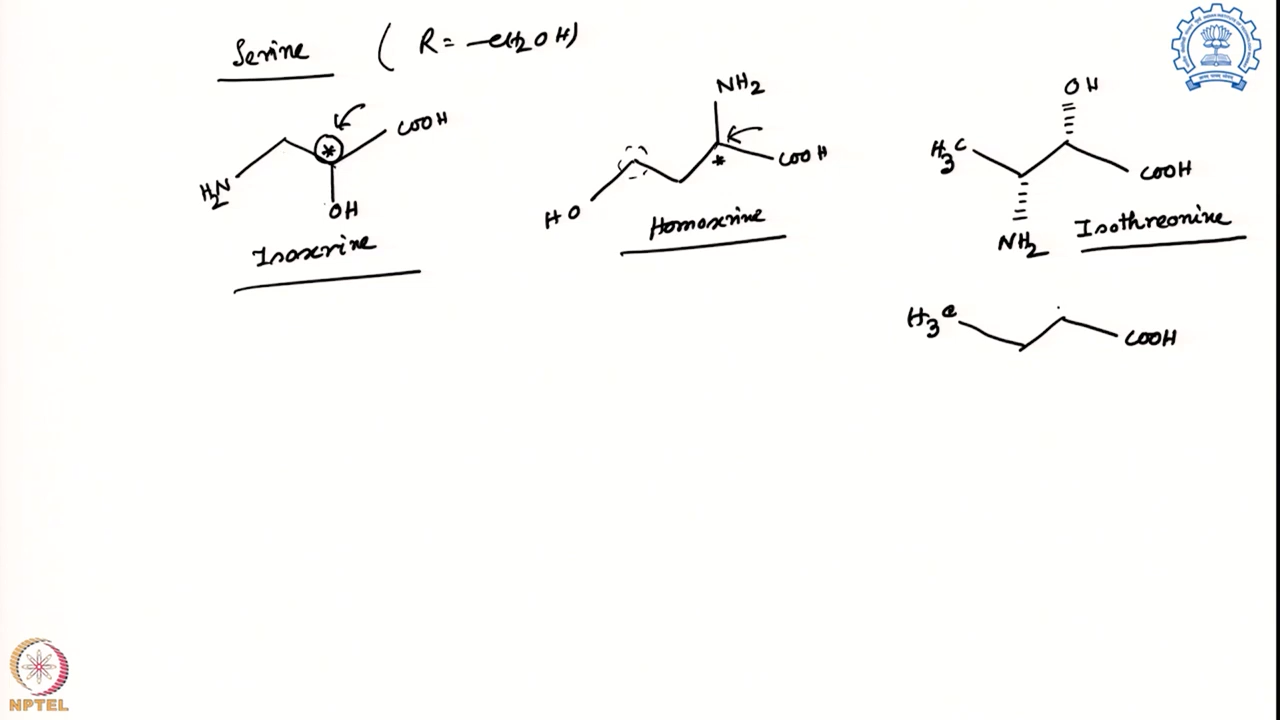 Serine ( R = -CH2OH)
H2N
COOH
OH
Isoserine
NH2
COOH
HO
Homoserine
OH
H3C
COOH
NH2
Isothreonine
H3C
COOH
NPTEL